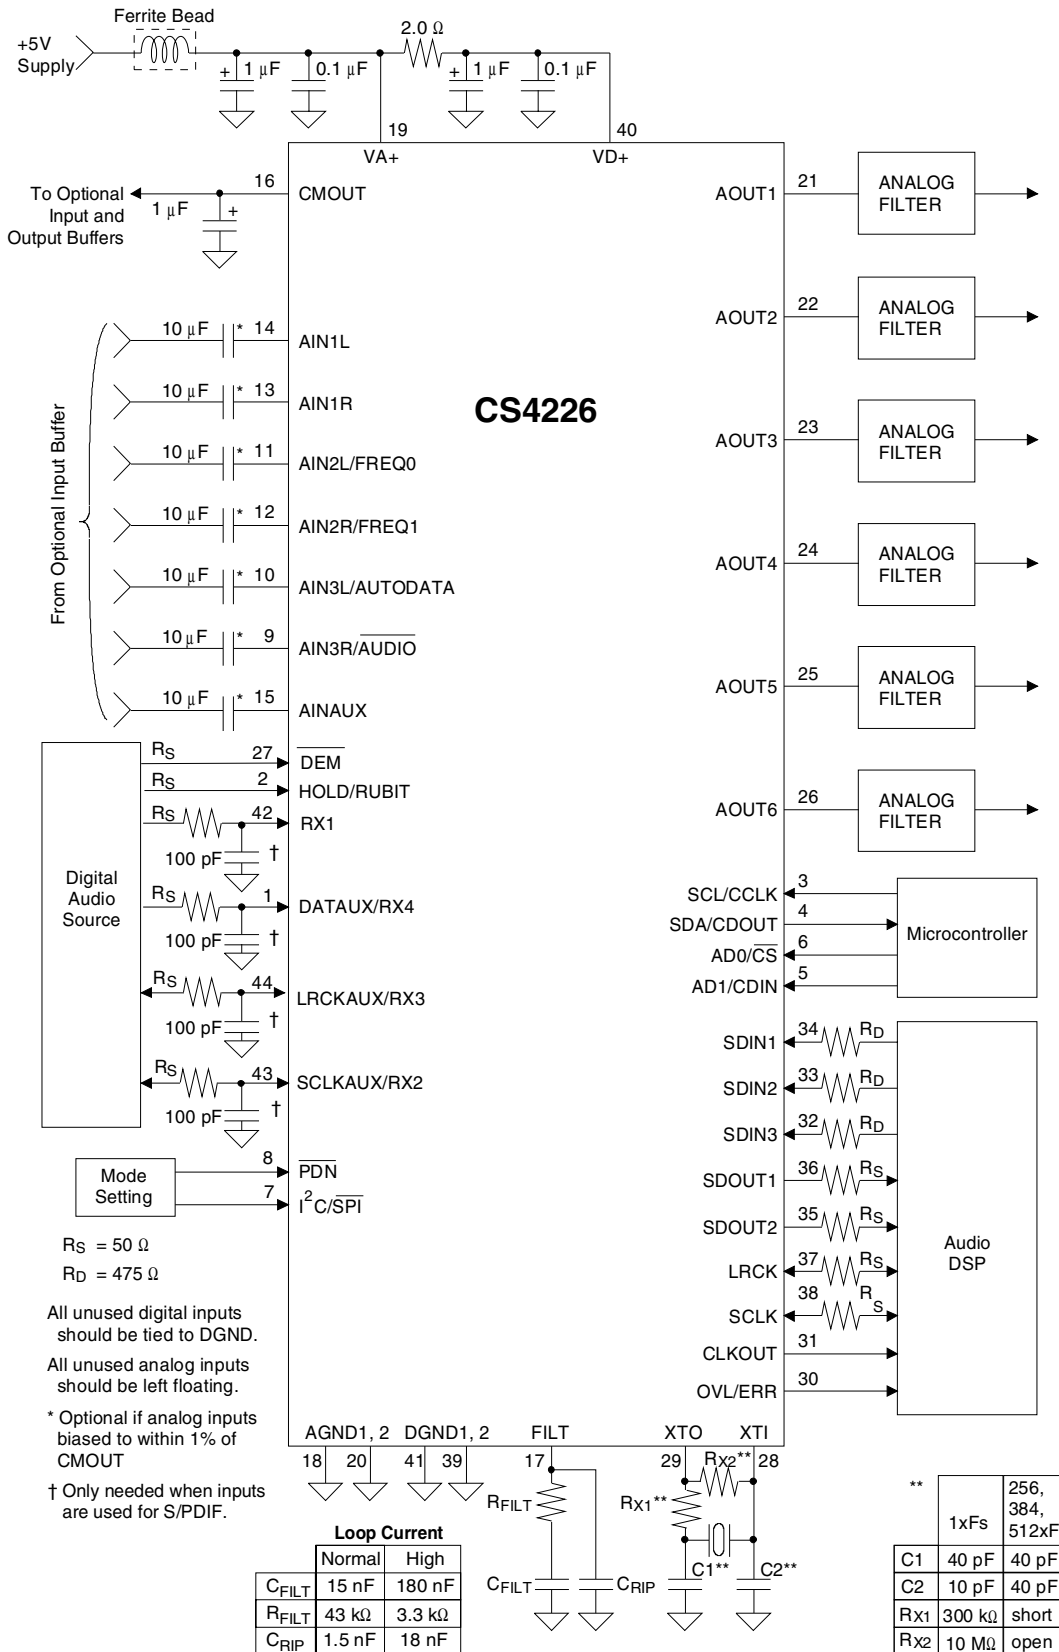 Ferrite Bead
+5V
Supply
+
1 µF
0.1 µF
2.0 Ω
+
1 µF
0.1 µF
19
40
VA+
VD+
To Optional
Input and
Output Buffers
1 µF
+
16
CMOUT
From Optional Input Buffer
10 µF * 14 AIN1L
10 µF * 13 AIN1R
10 µF * 11 AIN2L/FREQ0
10 µF * 12 AIN2R/FREQ1
10 µF * 10 AIN3L/AUTODATA
10 µF * 9 AIN3R/AUDIO
10 µF * 15 AINAUX
CS4226
AOUT1 21 ANALOG
FILTER
AOUT2 22 ANALOG
FILTER
AOUT3 23 ANALOG
FILTER
AOUT4 24 ANALOG
FILTER
AOUT5 25 ANALOG
FILTER
AOUT6 26 ANALOG
FILTER
Digital
Audio
Source
RS 27 DEM
RS 2 HOLD/RUBIT
RS 42 RX1
100 pF †
RS 1 DATAUX/RX4
100 pF †
RS 44 LRCKAUX/RX3
100 pF †
RS 43 SCLKAUX/RX2
100 pF †
Mode
Setting
8 PDN
7 I2C/SPI
SCL/CCLK 3
SDA/CDOUT 4
AD0/CS 6
AD1/CDIN 5
Microcontroller
SDIN1 34 RD
SDIN2 33 RD
SDIN3 32 RD
SDOUT1 36 RS
SDOUT2 35 RS
LRCK 37 RS
SCLK 38 RS
CLKOUT 31
OVL/ERR 30
Audio
DSP
RS = 50 Ω
RD = 475 Ω
All unused digital inputs
should be tied to DGND.
All unused analog inputs
should be left floating.
* Optional if analog inputs
biased to within 1% of
CMOUT
† Only needed when inputs
are used for S/PDIF.
AGND1, 2
DGND1, 2
FILT
XTO
XTI
18
20
41
39
17
29
28
RFILT
CFILT
CRIP
RX1**
RX2**
C1**
C2**
Loop Current
Normal High
CFILT 15 nF 180 nF
RFILT 43 kΩ 3.3 kΩ
CRIP 1.5 nF 18 nF
** 1xFs 256,
384,
512xF
C1 40 pF 40 pF
C2 10 pF 40 pF
RX1 300 kΩ short
RX2 10 MΩ open